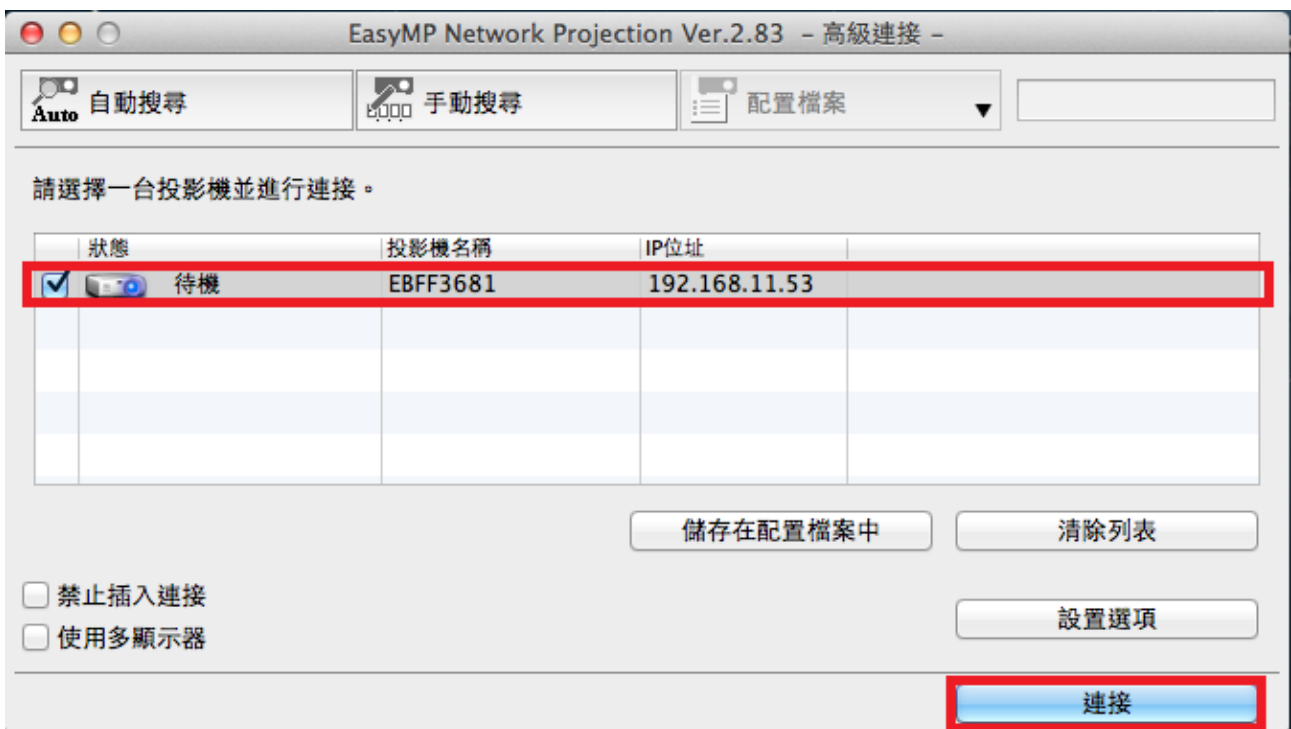 EasyMP Network Projection Ver.2.83 – 高級連接 –
Auto 自動搜尋 手動搜尋 配置檔案 ▼
請選擇一台投影機並進行連接。
狀態 投影機名稱 IP位址
待機 EBFF3681 192.168.11.53
儲存在配置檔案中 清除列表
禁止插入連接
設置選項
使用多顯示器
連接